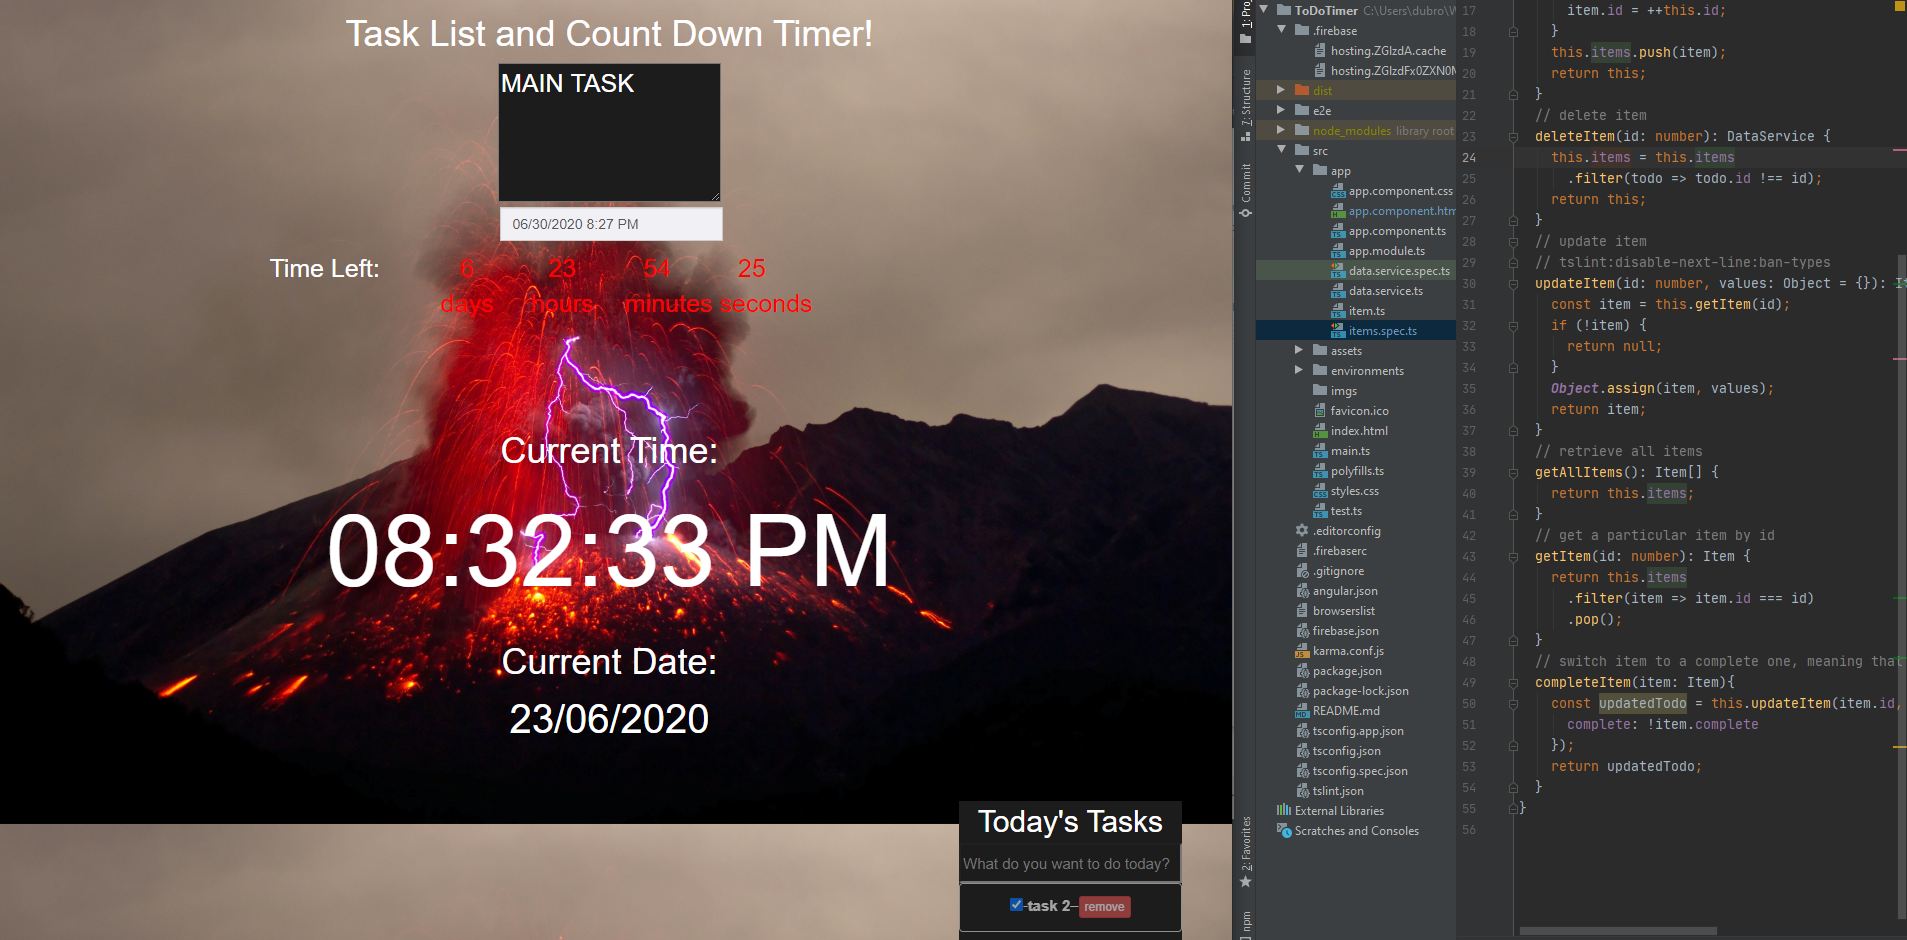 Task List and Count Down Timer!
MAIN TASK
06/30/2020 8:27 PM
Time Left:
6 23 54 25
days hours minutes seconds
Current Time:
08:32:33 PM
Current Date:
23/06/2020
Today's Tasks
What do you want to do today?
task 2
remove
7: Structure
Commit
2: Favorites
npm
ToDoTimer C:\Users\dubro\W
.firebase
hosting.ZGlzdA.cache
hosting.ZGlzdFx0ZXN0M
dist
e2e
node_modules library root
src
app
app.component.css
app.component.htm
app.component.ts
app.module.ts
data.service.spec.ts
data.service.ts
item.ts
items.spec.ts
assets
environments
imgs
favicon.ico
index.html
main.ts
polyfills.ts
styles.css
test.ts
.editorconfig
.firebaserc
.gitignore
angular.json
browserslist
firebase.json
karma.conf.js
package.json
package-lock.json
README.md
tsconfig.app.json
tsconfig.json
tsconfig.spec.json
tslint.json
External Libraries
Scratches and Consoles
17 item.id = ++this.id;
18 }
19 this.items.push(item);
20 return this;
21 }
22 // delete item
23 deleteItem(id: number): DataService {
24 this.items = this.items
25 .filter(todo => todo.id !== id);
26 return this;
27 }
28 // update item
29 // tslint:disable-next-line:ban-types
30 updateItem(id: number, values: Object = {}): It
31 const item = this.getItem(id);
32 if (!item) {
33 return null;
34 }
35 Object.assign(item, values);
36 return item;
37 }
38 // retrieve all items
39 getAllItems(): Item[] {
40 return this.items;
41 }
42 // get a particular item by id
43 getItem(id: number): Item {
44 return this.items
45 .filter(item => item.id === id)
46 .pop();
47 }
48 // switch item to a complete one, meaning that
49 completeItem(item: Item){
50 const updatedTodo = this.updateItem(item.id,
51 complete: !item.complete
52 });
53 return updatedTodo;
54 }
55 }
56